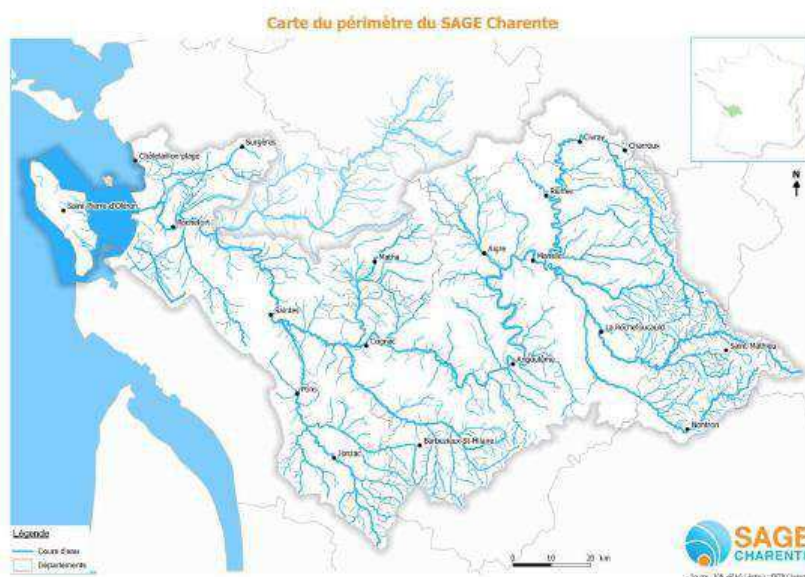 Carte du périmètre du SAGE Charente
Surgères
Châtelaillon-plage
Civray
Charroux
N
Ruffec
Saint-Pierre-d'Oléron
Rochefort
Aigre
Mansle
Matha
Saintes
La Rochefoucauld
Cognac
Saint-Mathieu
Angoulême
Pons
Nontron
Barbezieux-St-Hilaire
Jonzac
Légende
Cours d'eau
Départements
0 10 20 km
SAGE
CHARENTE